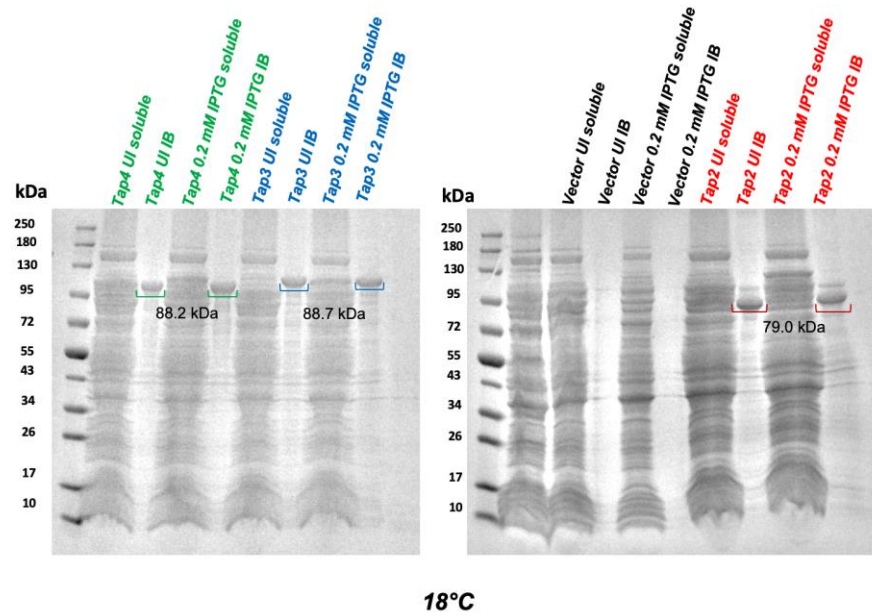 Tap4 UI soluble
Tap4 UI IB
Tap4 0.2 mM IPTG soluble
Tap4 0.2 mM IPTG IB
Tap3 UI soluble
Tap3 UI IB
Tap3 0.2 mM IPTG soluble
Tap3 0.2 mM IPTG IB
kDa
250
180
130
95
72
55
43
34
26
17
10
88.2 kDa
88.7 kDa
Vector UI soluble
Vector UI IB
Vector 0.2 mM IPTG soluble
Vector 0.2 mM IPTG IB
Tap2 UI soluble
Tap2 UI IB
Tap2 0.2 mM IPTG soluble
Tap2 0.2 mM IPTG IB
kDa
250
180
130
95
72
55
43
34
26
17
10
79.0 kDa
18°C